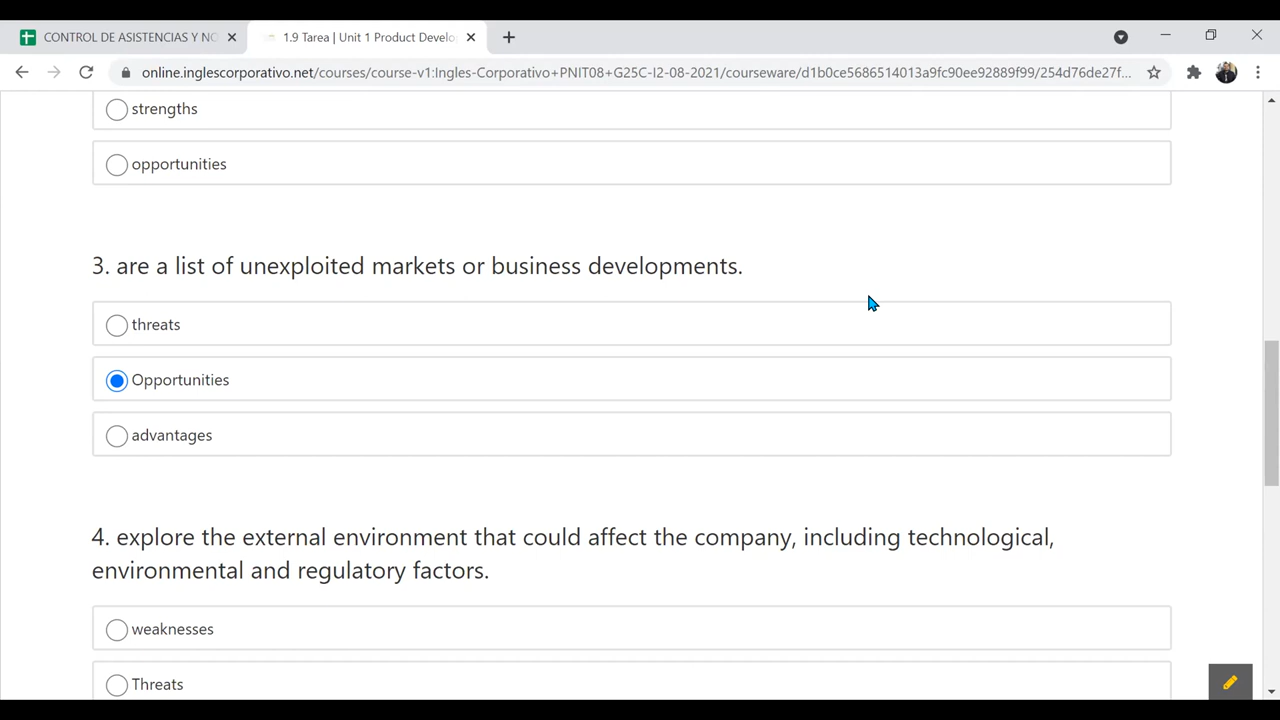 CONTROL DE ASISTENCIAS Y NO
1.9 Tarea | Unit 1 Product Develo
online.inglescorporativo.net/courses/course-v1:Ingles-Corporativo+PNIT08+G25C-I2-08-2021/courseware/d1b0ce5686514013a9fc90ee92889f99/254d76de27f...
strengths
opportunities
3. are a list of unexploited markets or business developments.
threats
Opportunities
advantages
4. explore the external environment that could affect the company, including technological,
environmental and regulatory factors.
weaknesses
Threats